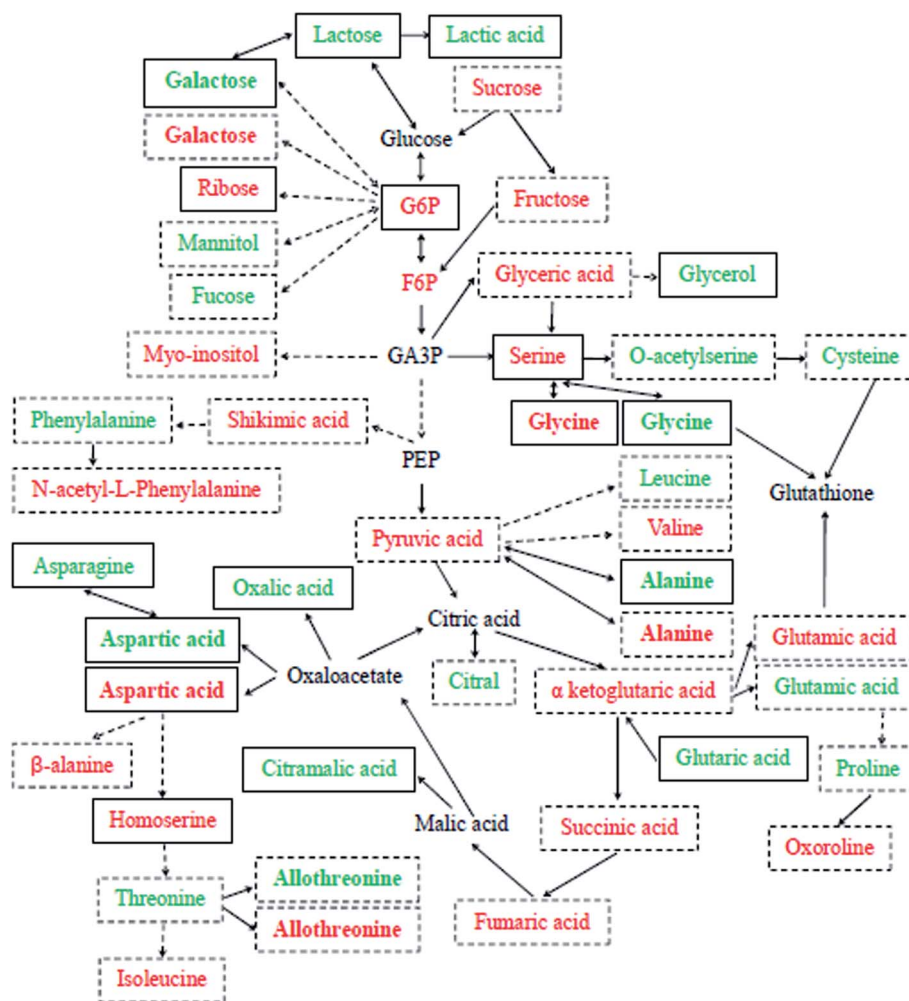 Lactose
Lactic acid
Galactose
Sucrose
Galactose
Glucose
Ribose
G6P
Fructose
Mannitol
Fucose
F6P
Glyceric acid
Glycerol
Myo-inositol
GA3P
Serine
O-acetylserine
Cysteine
Phenylalanine
Shikimic acid
Glycine
Glycine
PEP
N-acetyl-L-Phenylalanine
Leucine
Glutathione
Pyruvic acid
Valine
Asparagine
Oxalic acid
Alanine
Citric acid
Aspartic acid
Alanine
Glutamic acid
Aspartic acid
Oxaloacetate
Citral
α ketoglutaric acid
Glutamic acid
β-alanine
Citramalic acid
Glutaric acid
Proline
Homoserine
Malic acid
Succinic acid
Oxoroline
Threonine
Allothreonine
Allothreonine
Fumaric acid
Isoleucine